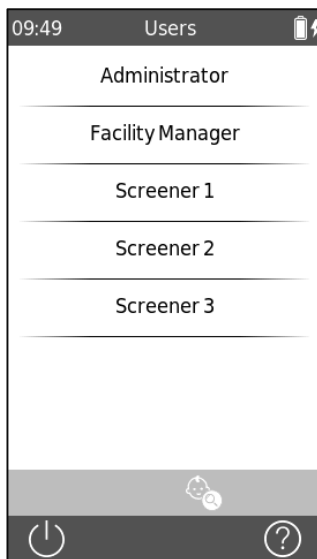 09:49 Users
Administrator
Facility Manager
Screener 1
Screener 2
Screener 3
?